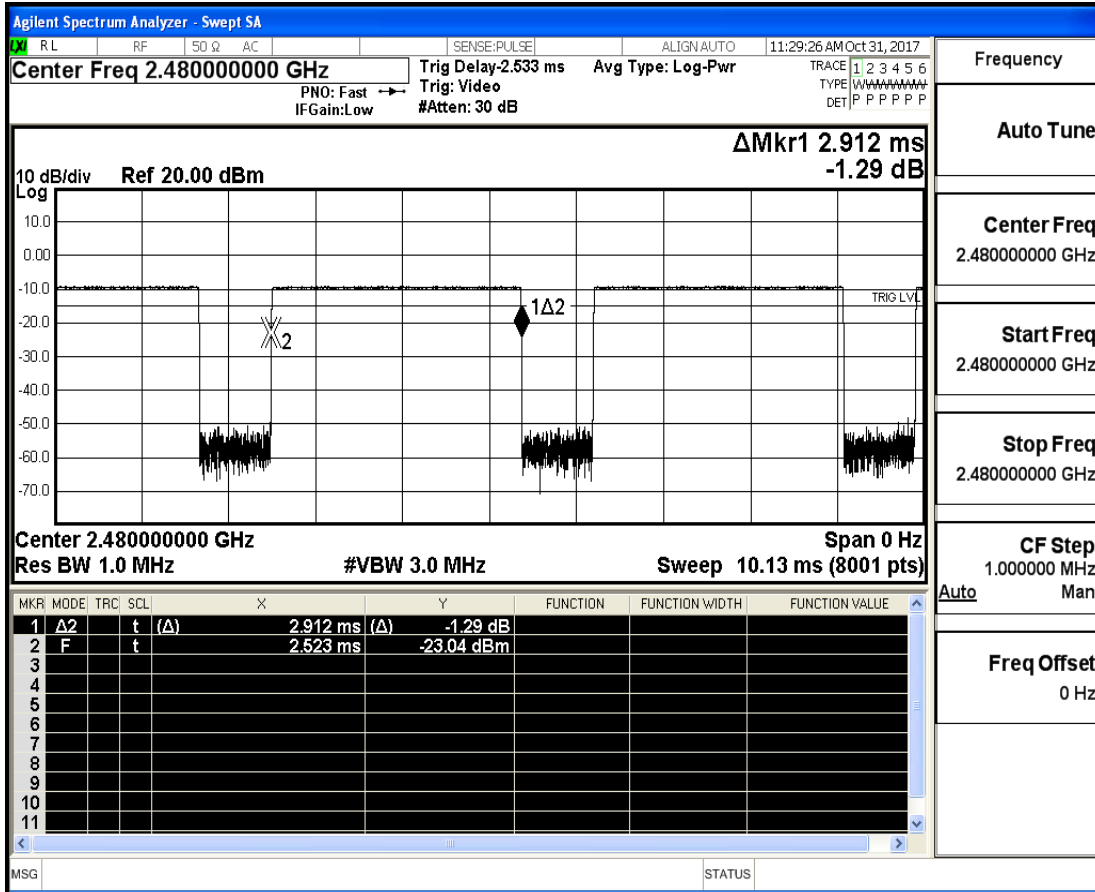 Agilent Spectrum Analyzer - Swept SA
LXI RL RF 50 Ω AC SENSE:PULSE ALIGN AUTO 11:29:26 AM Oct 31, 2017
Center Freq 2.480000000 GHz
PNO: Fast
IFGain:Low
Trig Delay-2.533 ms
Trig: Video
#Atten: 30 dB
Avg Type: Log-Pwr
TRACE 1 2 3 4 5 6
TYPE WWWWWW
DET P P P P P P
ΔMkr1 2.912 ms
-1.29 dB
10 dB/div Ref 20.00 dBm
Log
10.0
0.00
-10.0
TRIG LVL
1Δ2
-20.0
2
-30.0
-40.0
-50.0
-60.0
-70.0
Center 2.480000000 GHz Span 0 Hz
Res BW 1.0 MHz #VBW 3.0 MHz Sweep 10.13 ms (8001 pts)
MKR MODE TRC SCL X Y FUNCTION FUNCTION WIDTH FUNCTION VALUE
1 Δ2 t (Δ) 2.912 ms (Δ) -1.29 dB
2 F t 2.523 ms -23.04 dBm
3
4
5
6
7
8
9
10
11
MSG STATUS
Frequency
Auto Tune
Center Freq
2.480000000 GHz
Start Freq
2.480000000 GHz
Stop Freq
2.480000000 GHz
CF Step
1.000000 MHz
Auto Man
Freq Offset
0 Hz